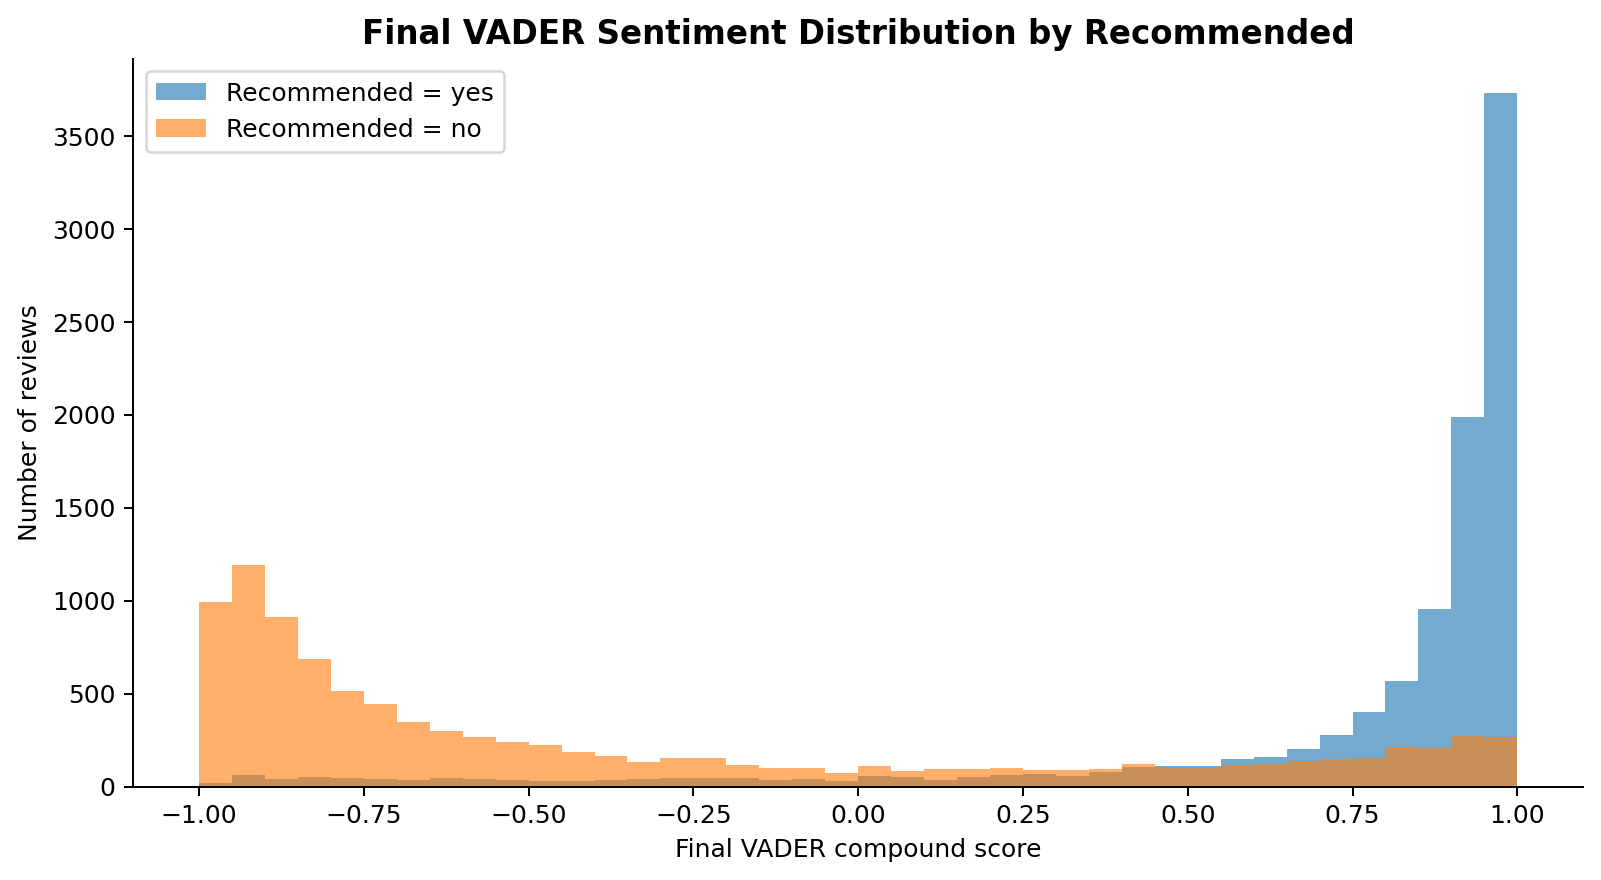 Final VADER Sentiment Distribution by Recommended
Recommended = yes
Recommended = no
Number of reviews
3500
3000
2500
2000
1500
1000
500
0
−1.00 −0.75 −0.50 −0.25 0.00 0.25 0.50 0.75 1.00
Final VADER compound score